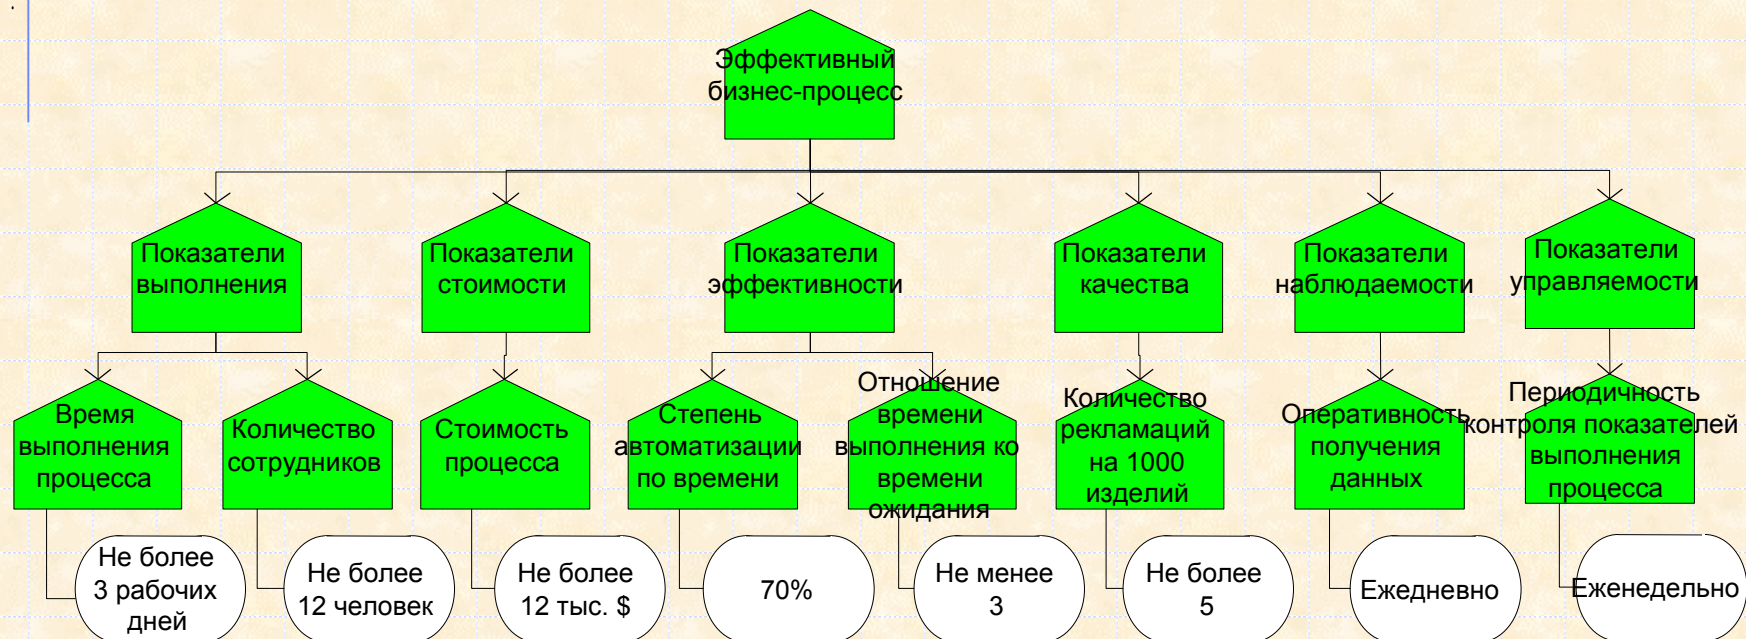 Эффективный
бизнес-процесс
Показатели
выполнения
Показатели
стоимости
Показатели
эффективности
Показатели
качества
Показатели
наблюдаемости
Показатели
управляемости
Время
выполнения
процесса
Количество
сотрудников
Стоимость
процесса
Степень
автоматизации
по времени
Отношение
времени
выполнения ко
времени
ожидания
Количество
рекламаций
на 1000
изделий
Оперативность
получения
данных
Периодичность
контроля показателей
выполнения
процесса
Не более
3 рабочих
дней
Не более
12 человек
Не более
12 тыс. $
70%
Не менее
3
Не более
5
Ежедневно
Еженедельно